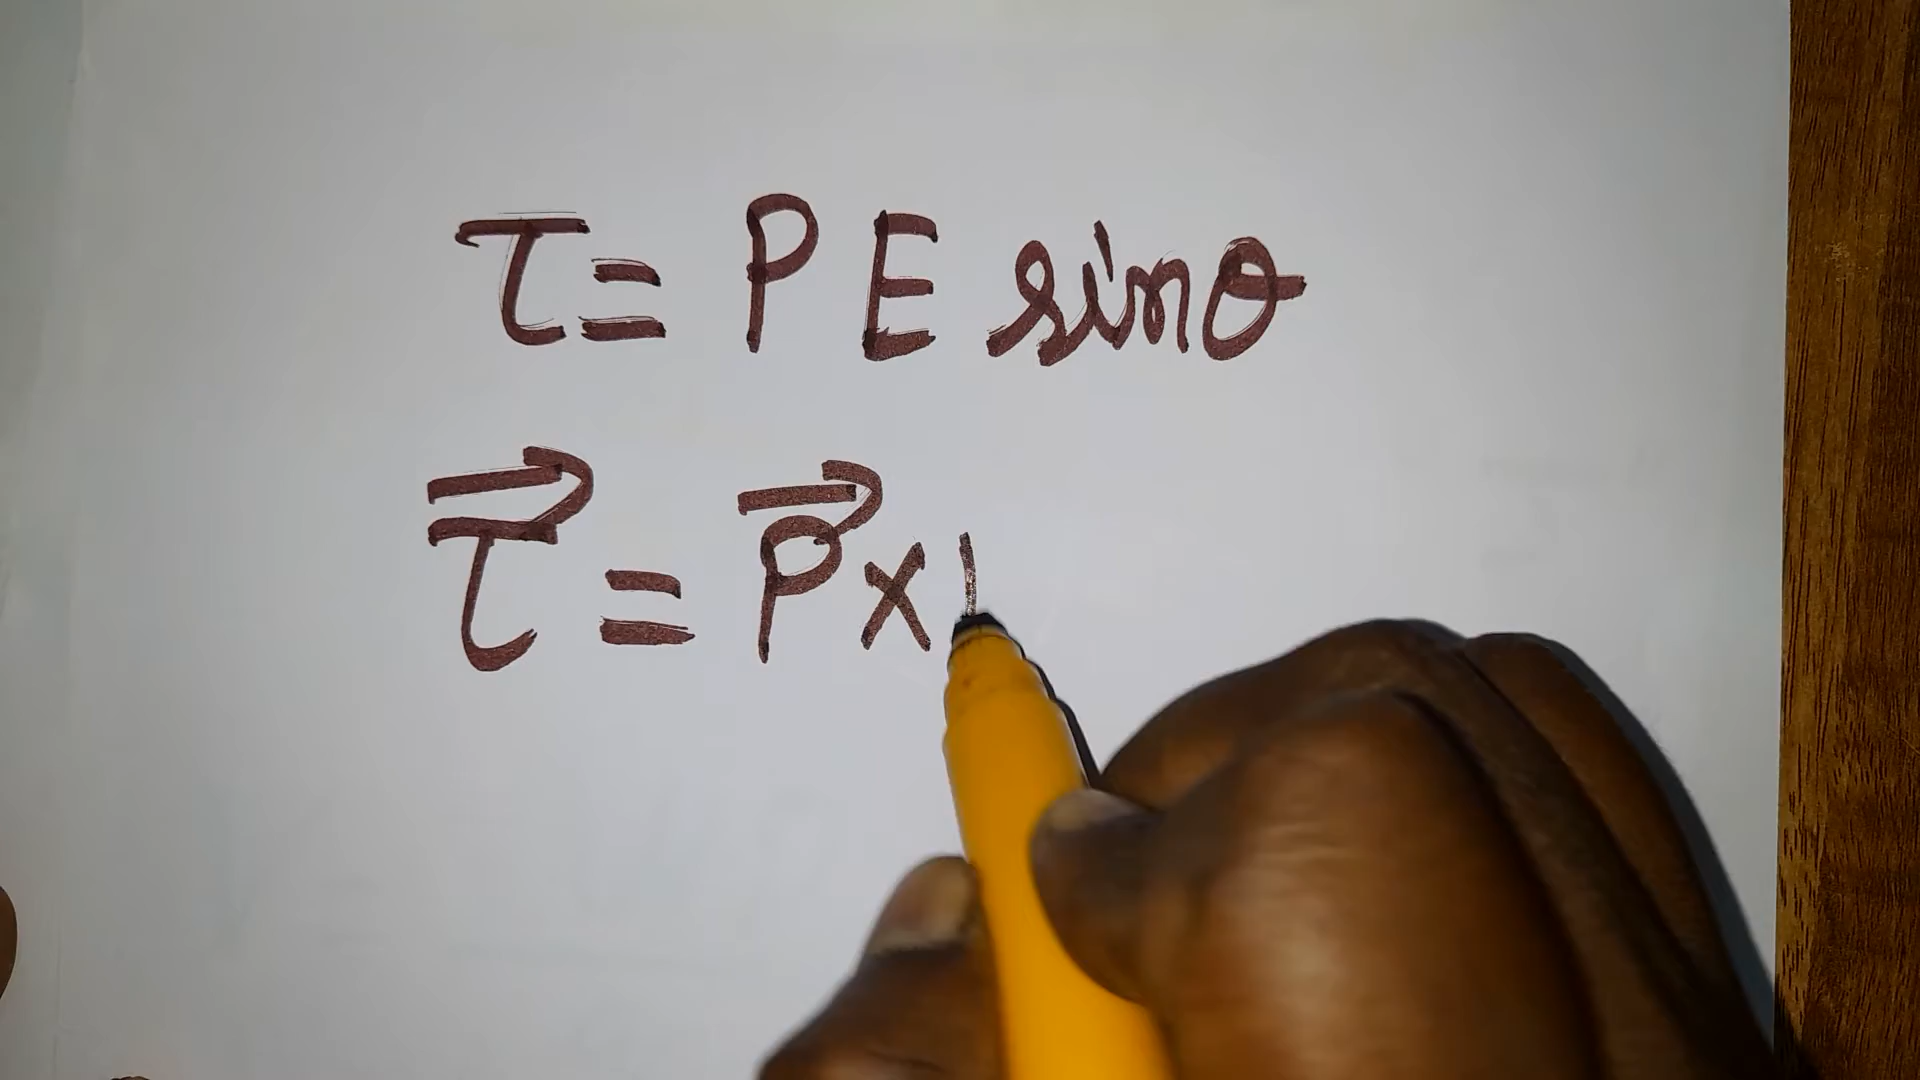 τ = P E sinθ
τ⃗ = P⃗ ×